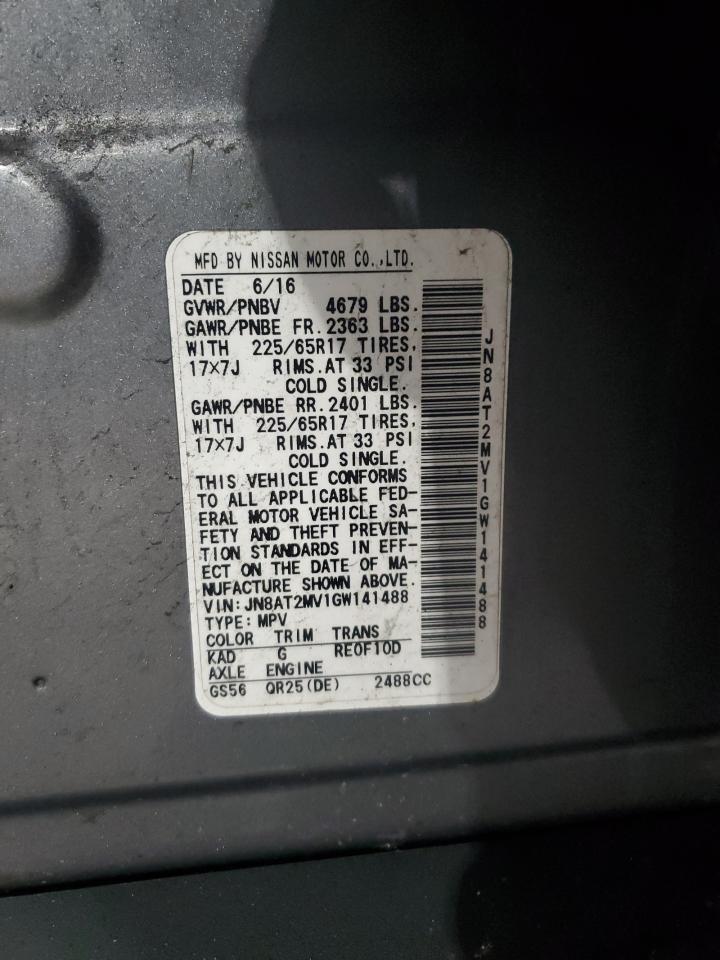 MFD BY NISSAN MOTOR CO.,LTD.
DATE 6/16
GVWR/PNBV 4679 LBS.
GAWR/PNBE FR. 2363 LBS.
WITH 225/65R17 TIRES,
17×7J RIMS. AT 33 PSI
COLD SINGLE.
GAWR/PNBE RR. 2401 LBS.
WITH 225/65R17 TIRES,
17×7J RIMS. AT 33 PSI
COLD SINGLE.
THIS VEHICLE CONFORMS
TO ALL APPLICABLE FED-
ERAL MOTOR VEHICLE SA-
FETY AND THEFT PREVEN-
TION STANDARDS IN EFF-
ECT ON THE DATE OF MA-
NUFACTURE SHOWN ABOVE.
VIN:JN8AT2MV1GW141488
TYPE: MPV
COLOR TRIM TRANS
KAD G RE0F10D
AXLE ENGINE
GS56 QR25(DE) 2488CC
JN8AT2MV1GW141488